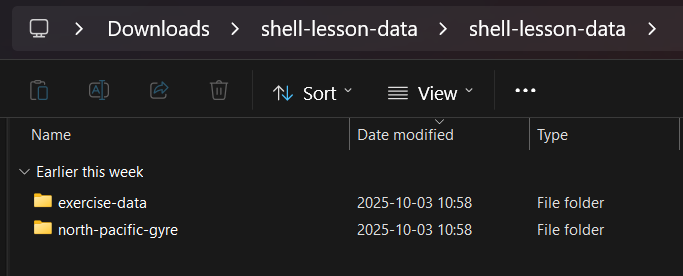 Downloads > shell-lesson-data > shell-lesson-data >
Sort View ...
Name Date modified Type
Earlier this week
exercise-data 2025-10-03 10:58 File folder
north-pacific-gyre 2025-10-03 10:58 File folder